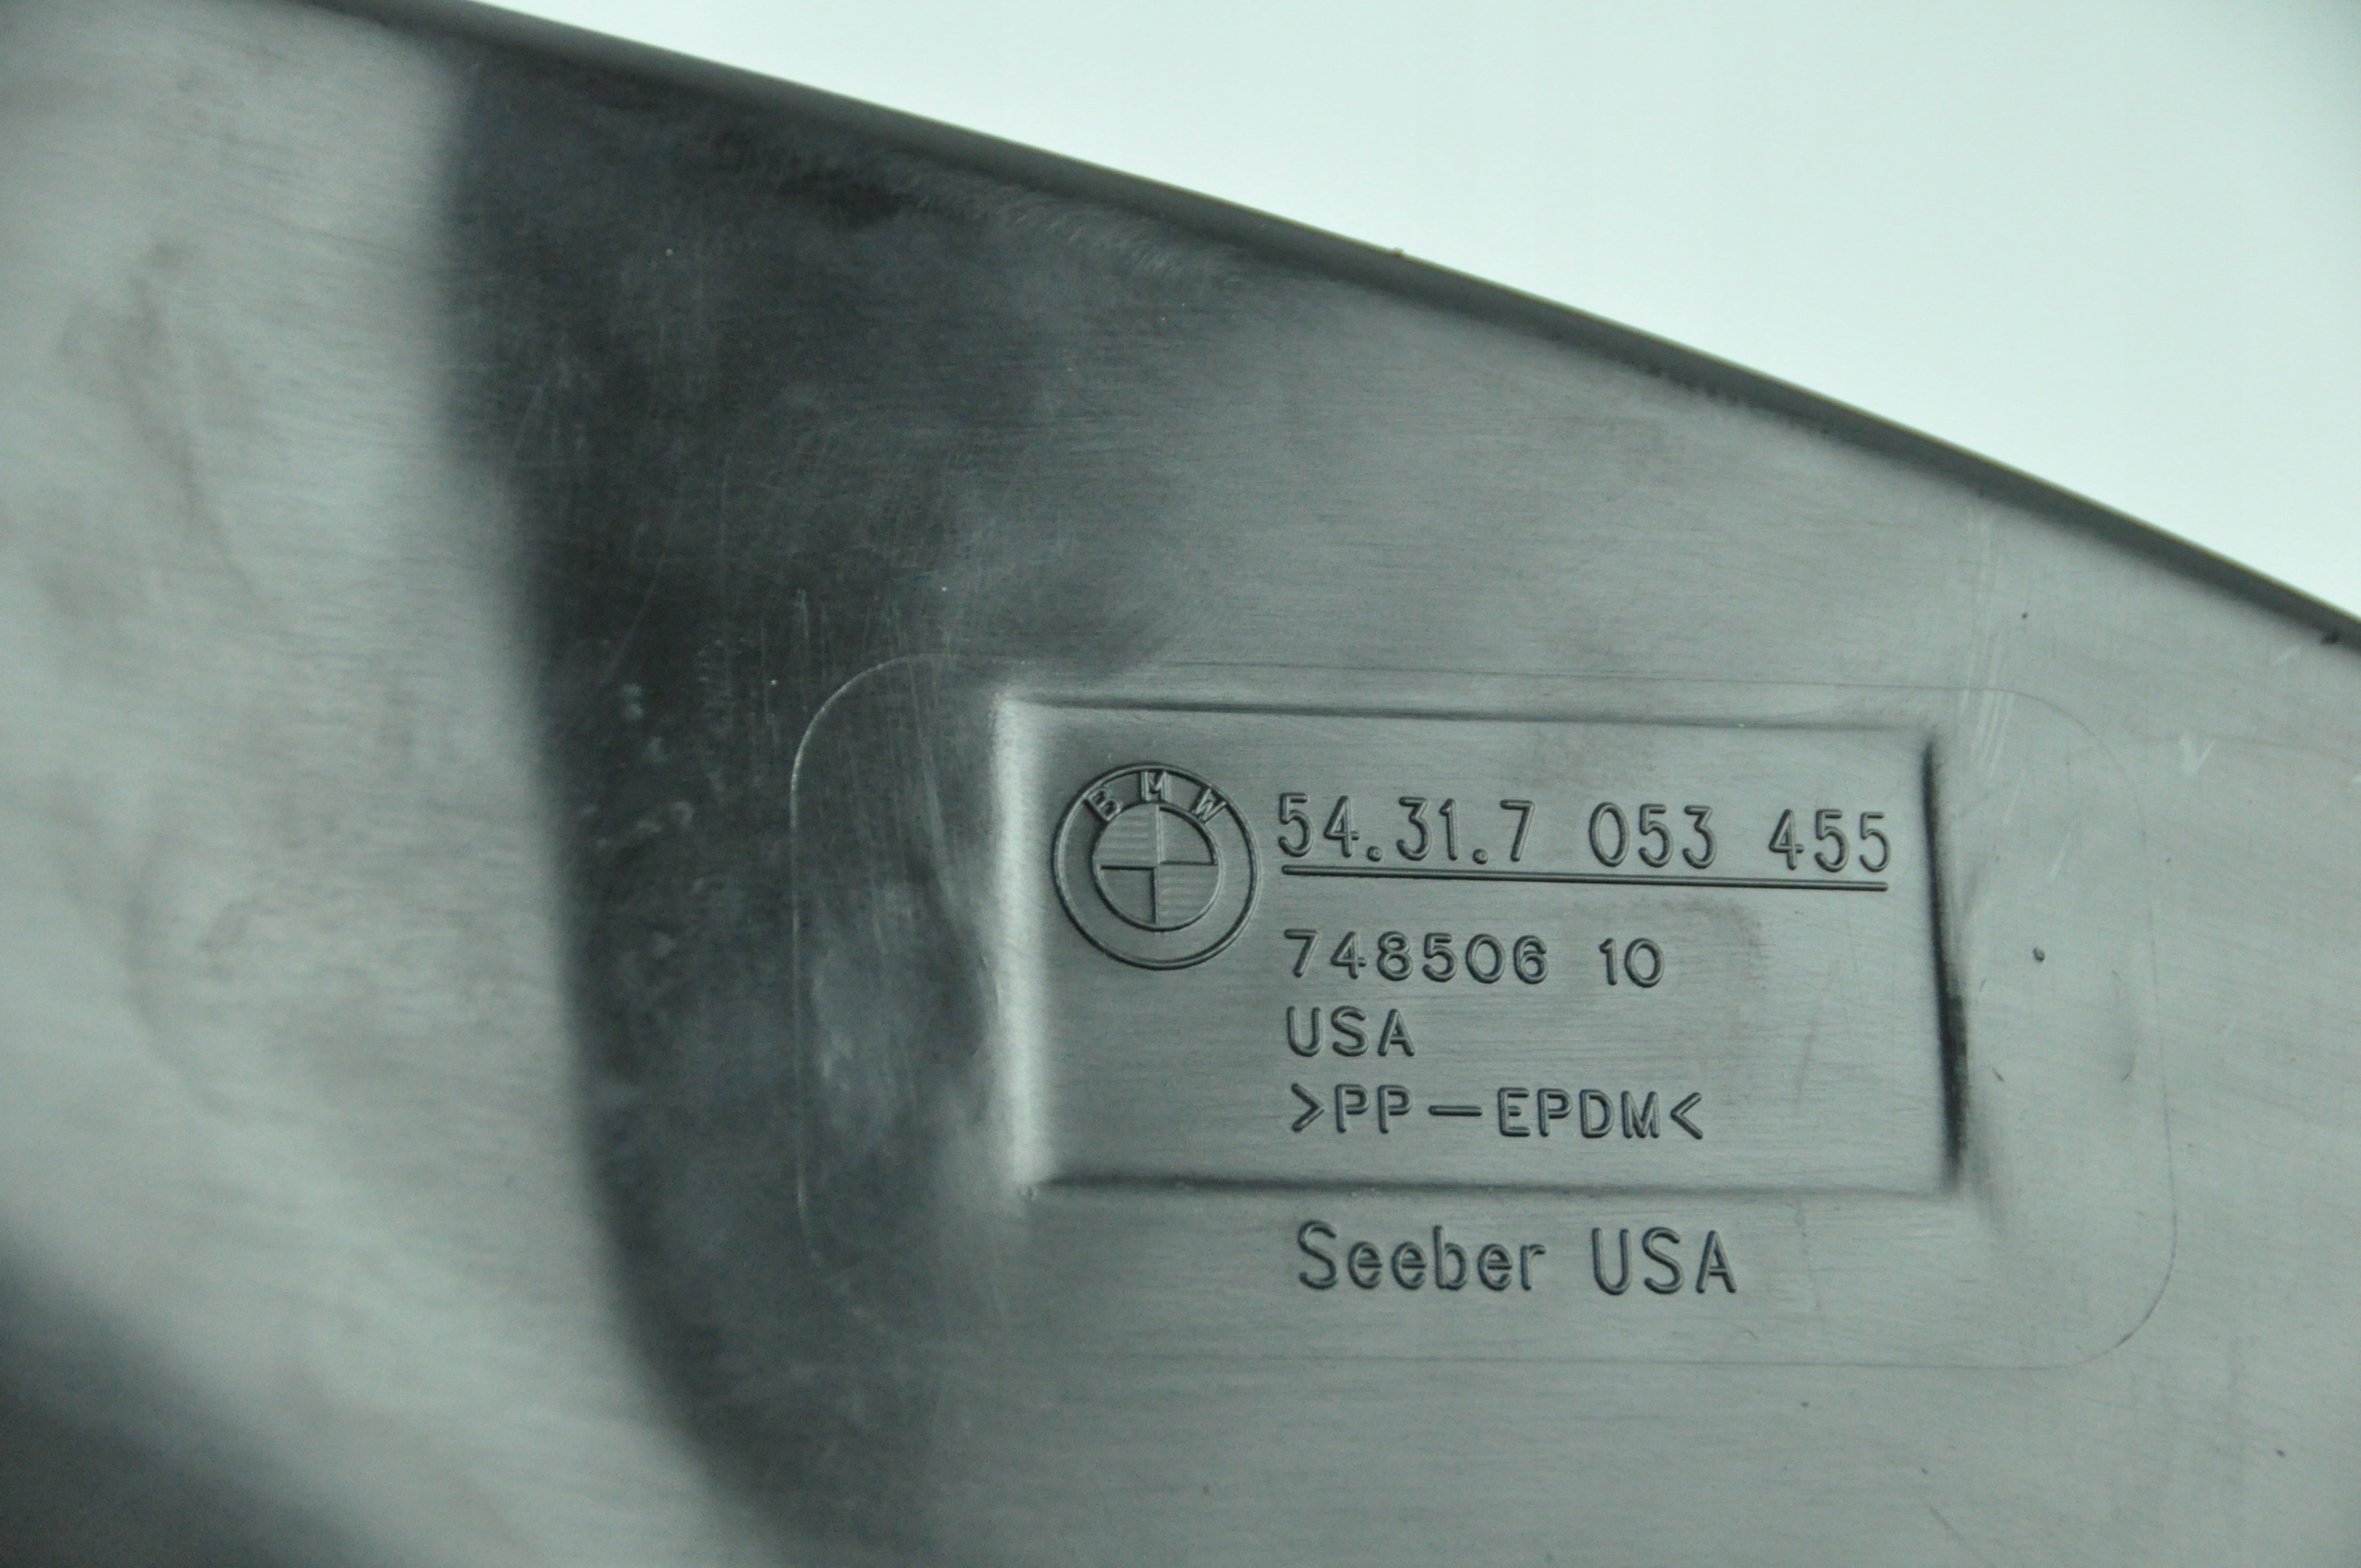 BMW
54.31.7 053 455
748506 10
USA
>PP-EPDM<
Seeber USA